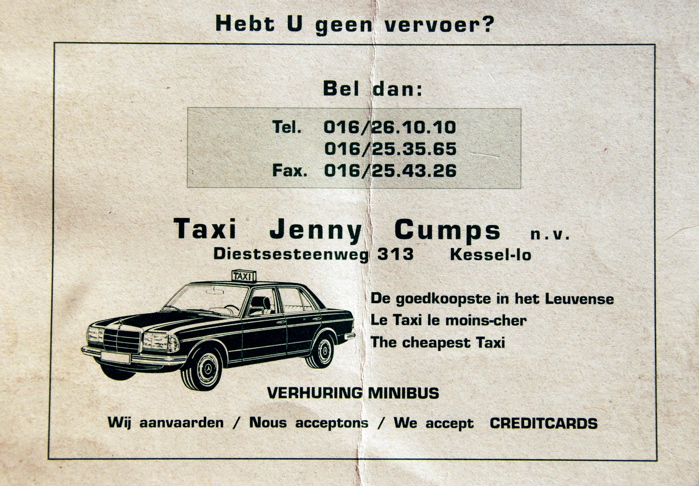 Hebt U geen vervoer?
Bel dan:
Tel. 016/26.10.10
016/25.35.65
Fax. 016/25.43.26
Taxi Jenny Cumps n.v.
Diestsesteenweg 313 Kessel-lo
TAXI
De goedkoopste in het Leuvense
Le Taxi le moins-cher
The cheapest Taxi
VERHURING MINIBUS
Wij aanvaarden / Nous acceptons / We accept CREDITCARDS